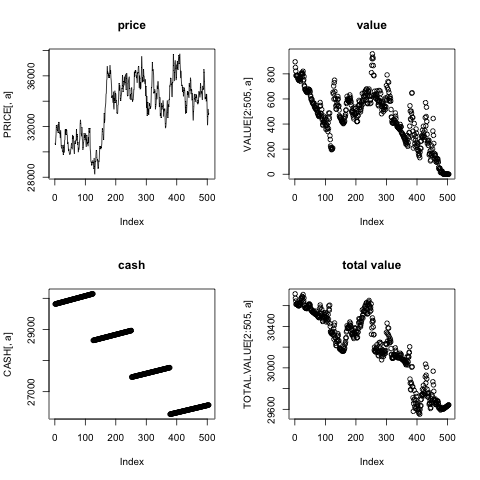 price
PRICE[, a]
28000 32000 36000
0 100 200 300 400 500
Index
value
VALUE[2:505, a]
0 200 400 600 800
0 100 200 300 400 500
Index
cash
CASH[, a]
27000 29000
0 100 200 300 400 500
Index
total value
TOTAL.VALUE[2:505, a]
29600 30000 30400
0 100 200 300 400 500
Index